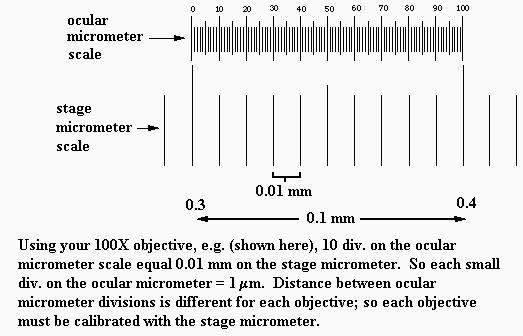 0 10 20 30 40 50 60 70 80 90 100
ocular
micrometer
scale
stage
micrometer
scale
0.01 mm
0.3 0.4
0.1 mm
Using your 100X objective, e.g. (shown here), 10 div. on the ocular
micrometer scale equal 0.01 mm on the stage micrometer. So each small
div. on the ocular micrometer = 1 μm. Distance between ocular
micrometer divisions is different for each objective; so each objective
must be calibrated with the stage micrometer.